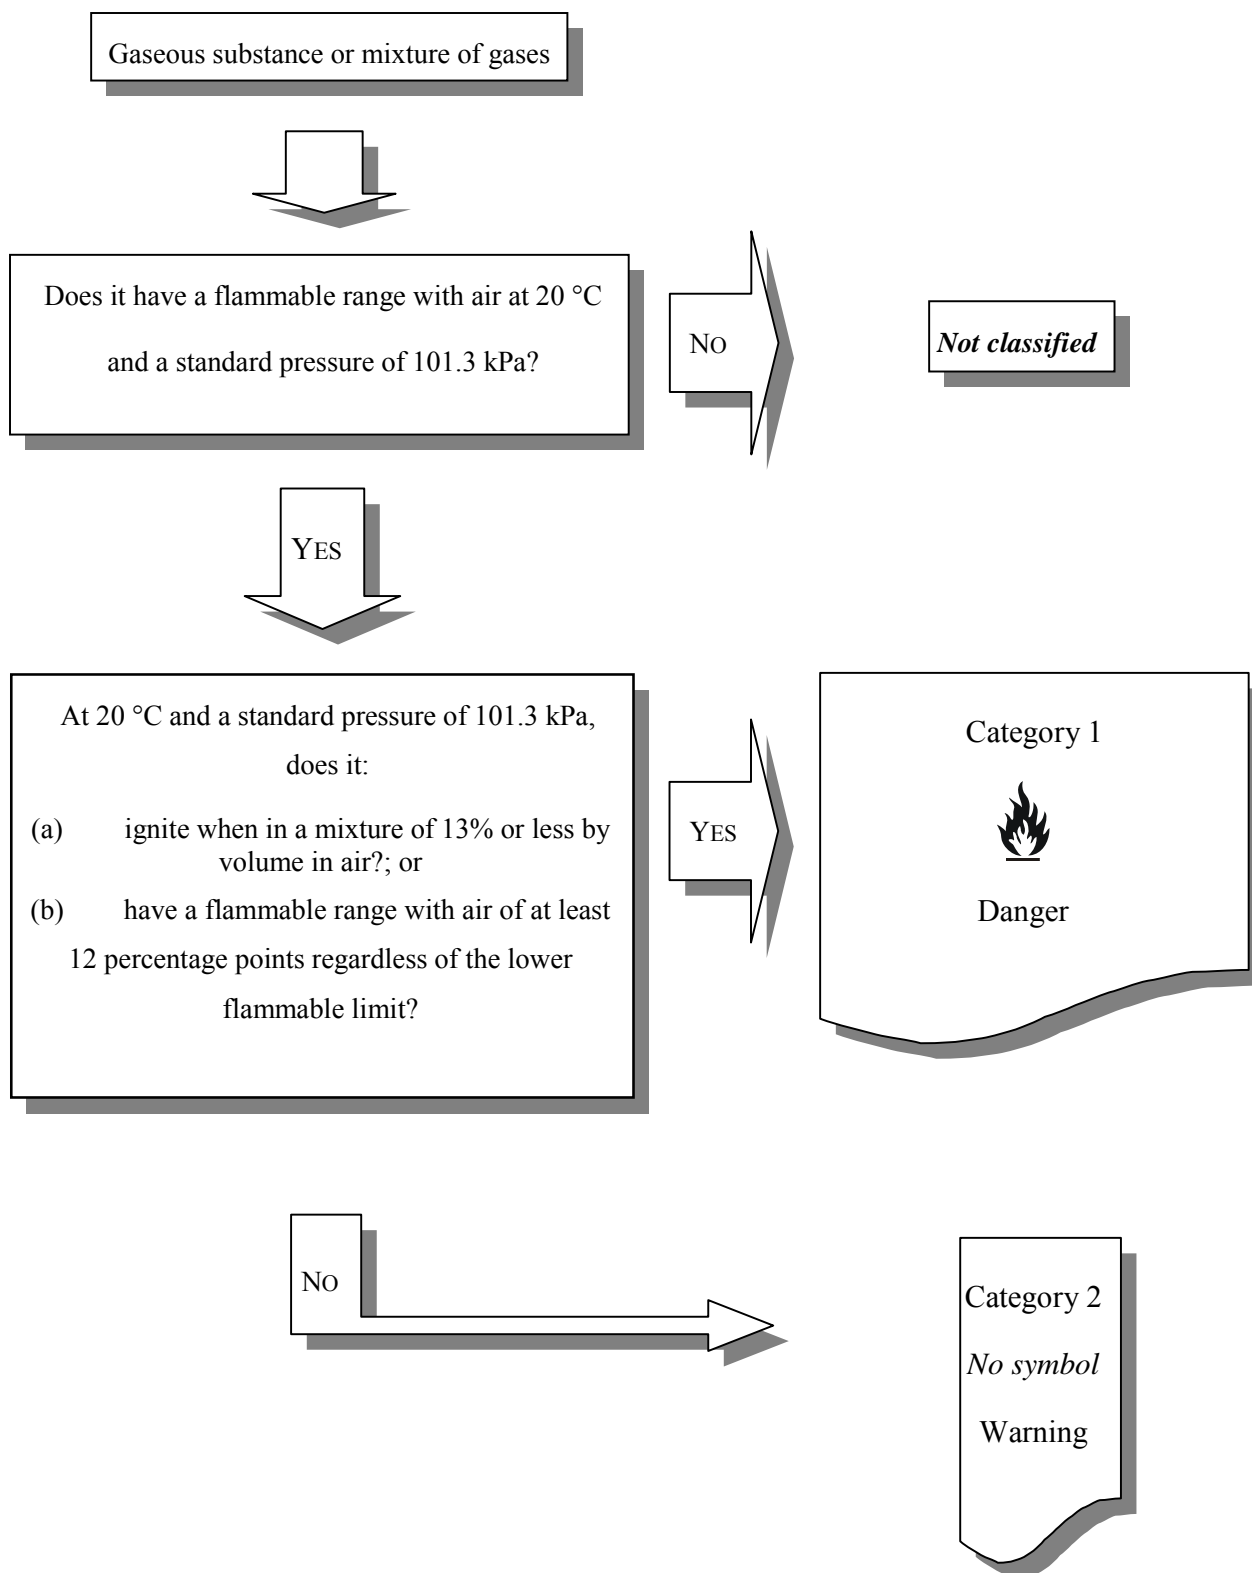 Gaseous substance or mixture of gases
Does it have a flammable range with air at 20 °C
and a standard pressure of 101.3 kPa?
NO
Not classified
YES
At 20 °C and a standard pressure of 101.3 kPa,
does it:
(a) ignite when in a mixture of 13% or less by
volume in air?; or
(b) have a flammable range with air of at least
12 percentage points regardless of the lower
flammable limit?
YES
Category 1
Danger
NO
Category 2
No symbol
Warning